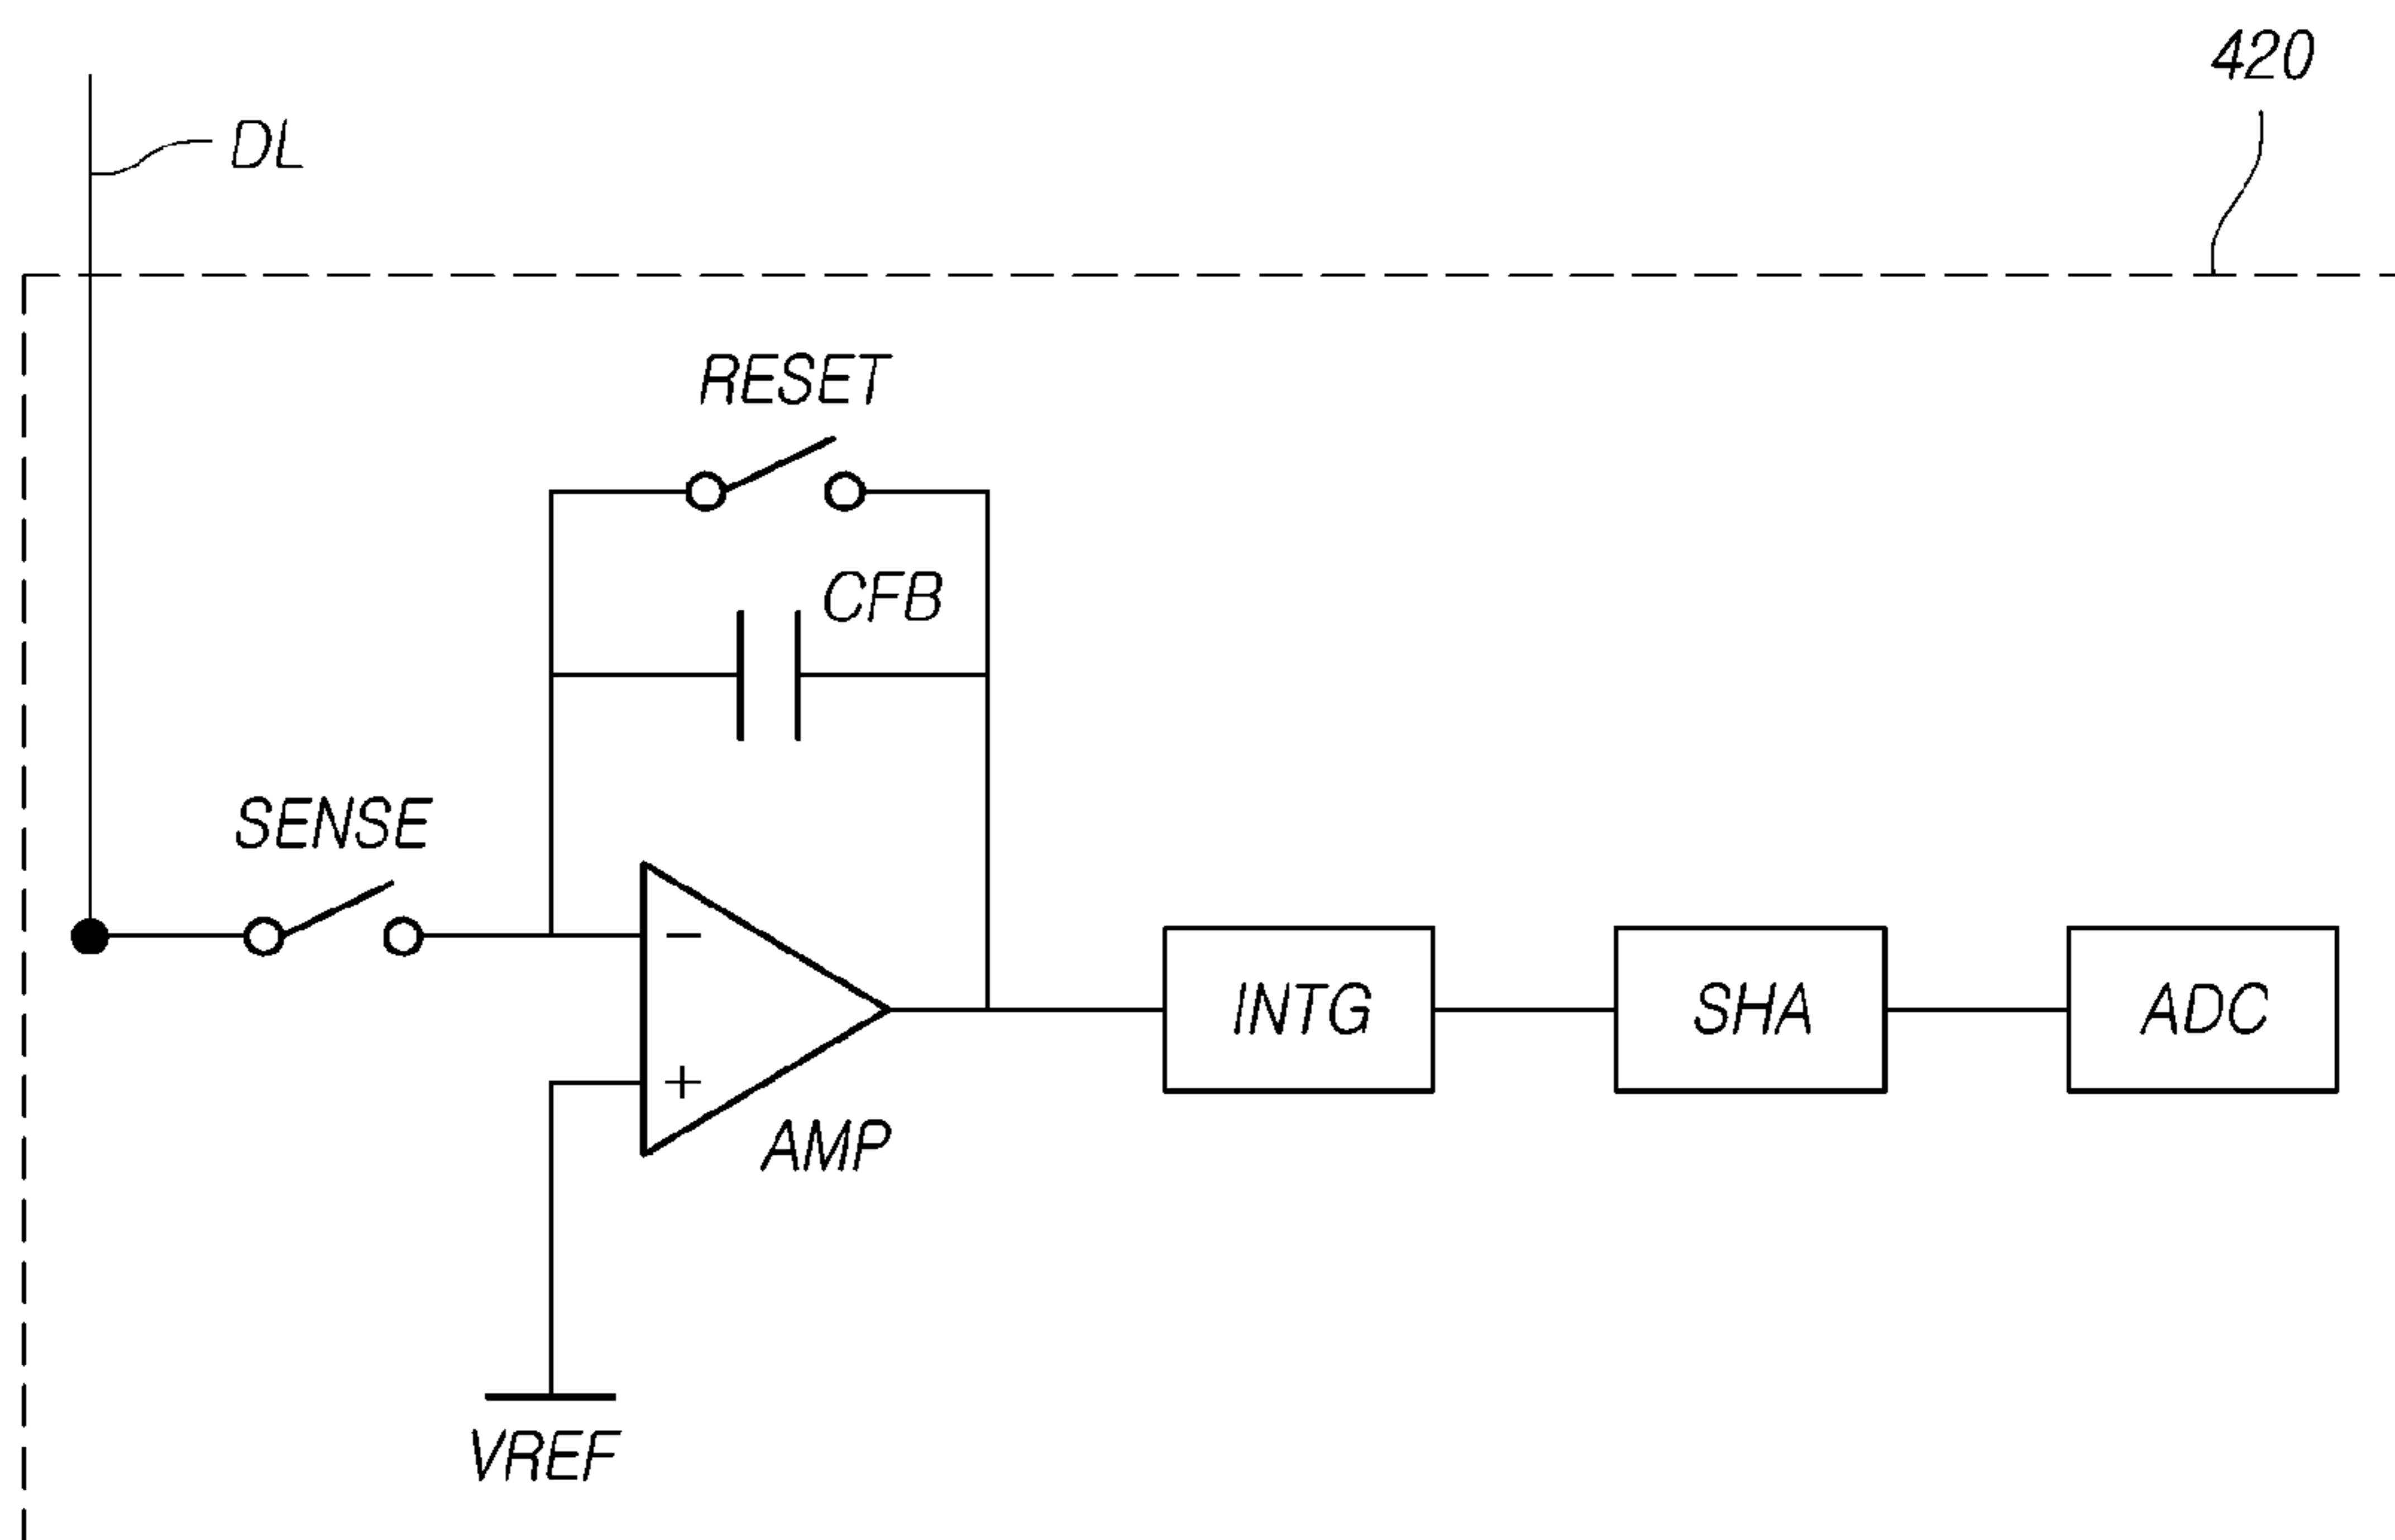 420
DL
RESET
CFB
SENSE
−
INTG
SHA
ADC
+
AMP
VREF